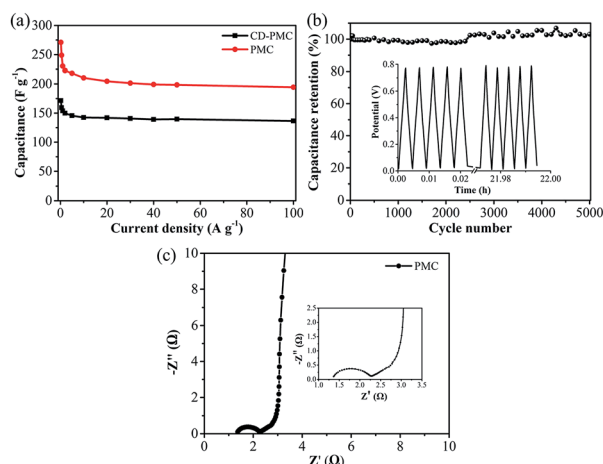 (a)
CD-PMC
PMC
Capacitance (F g⁻¹)
300
250
200
150
100
50
0
0 20 40 60 80 100
Current density (A g⁻¹)
(b)
Capacitance retention (%)
120
100
80
60
40
20
0
0 1000 2000 3000 4000 5000
Cycle number
Potential (V)
0.8
0.6
0.4
0.2
0.0
0.00 0.01 0.02 21.98 22.00
Time (h)
(c)
PMC
-Z'' (Ω)
10
8
6
4
2
0
0 2 4 6 8 10
Z' (Ω)
-Z'' (Ω)
2.5
2.0
1.5
1.0
0.5
0.0
1.0 1.5 2.0 2.5 3.0 3.5
Z' (Ω)